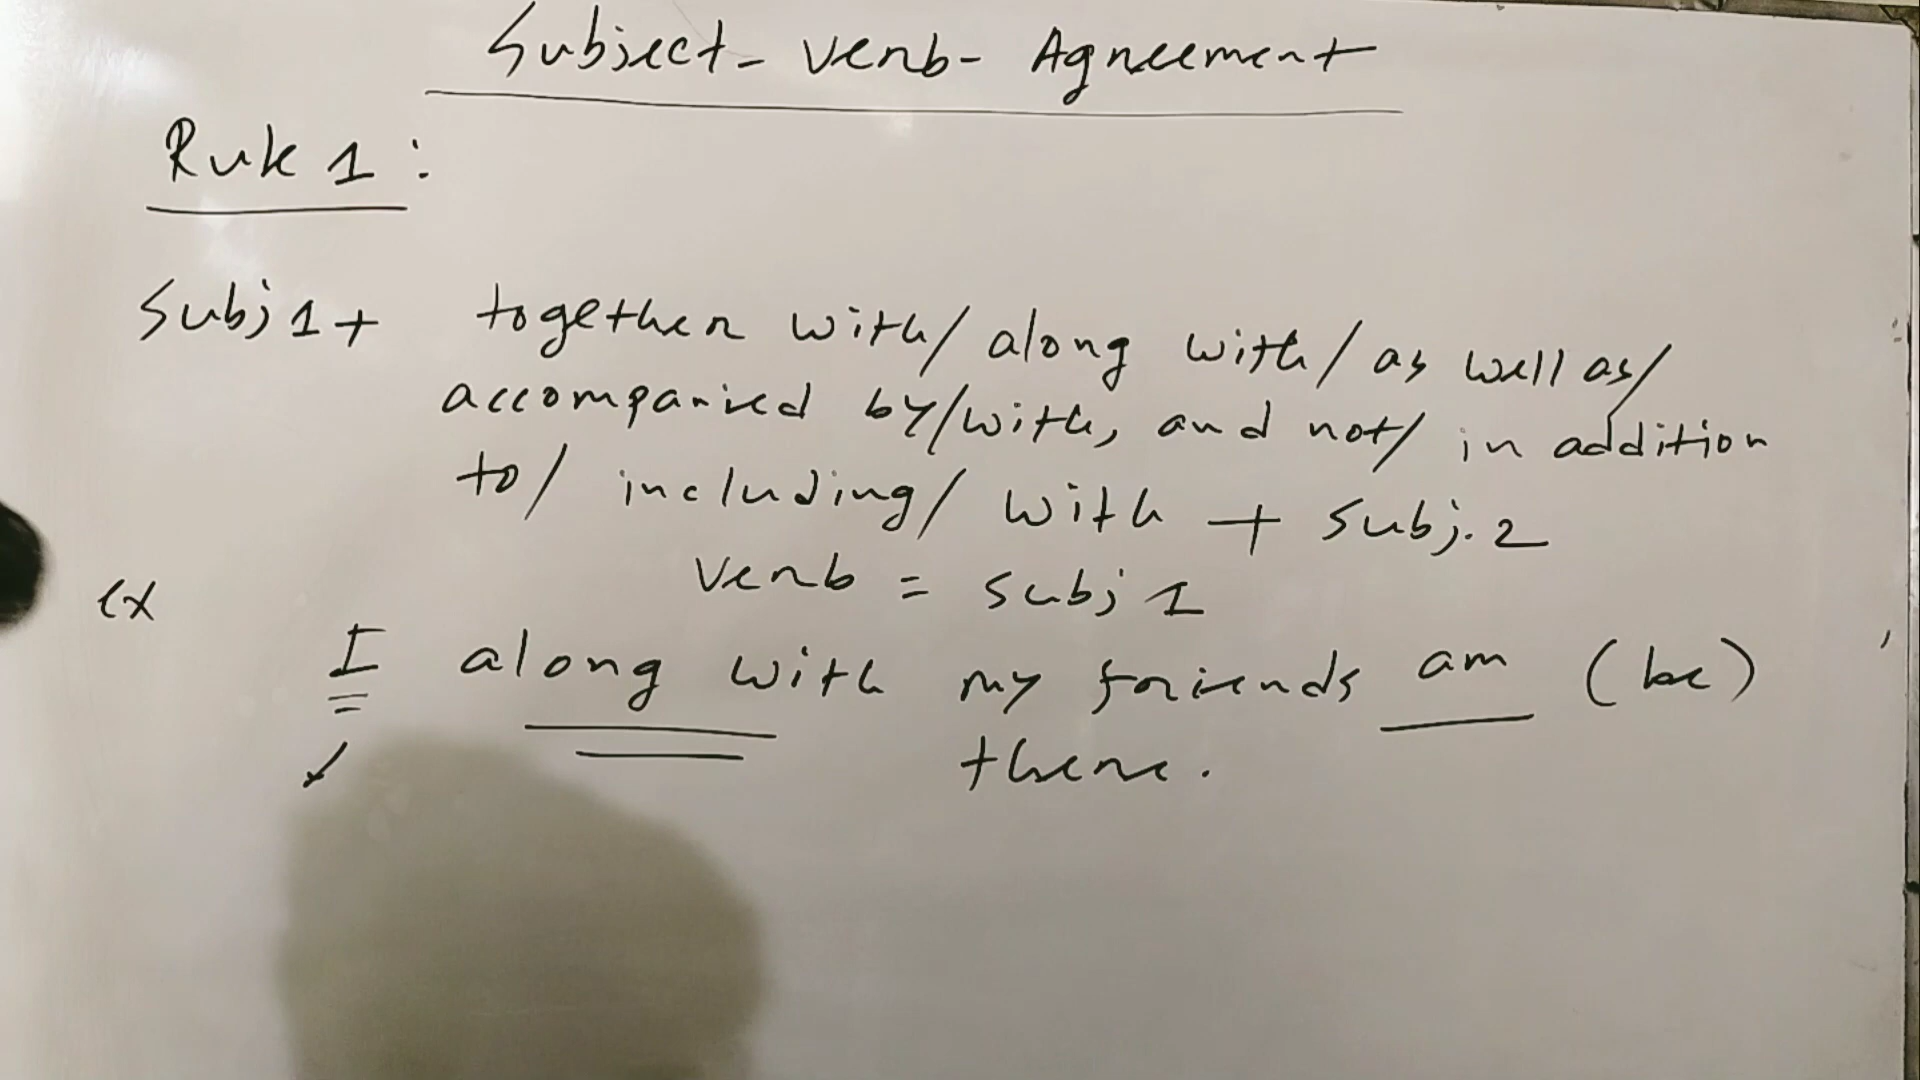 Subject-Verb-Agreement
Rule 1:
Subj 1 + together with/ along with/ as well as/
accompanied by/with, and not/ in addition
to/ including/ with + Subj. 2
Verb = subj 1
ex
I along with my friends am (be)
there.